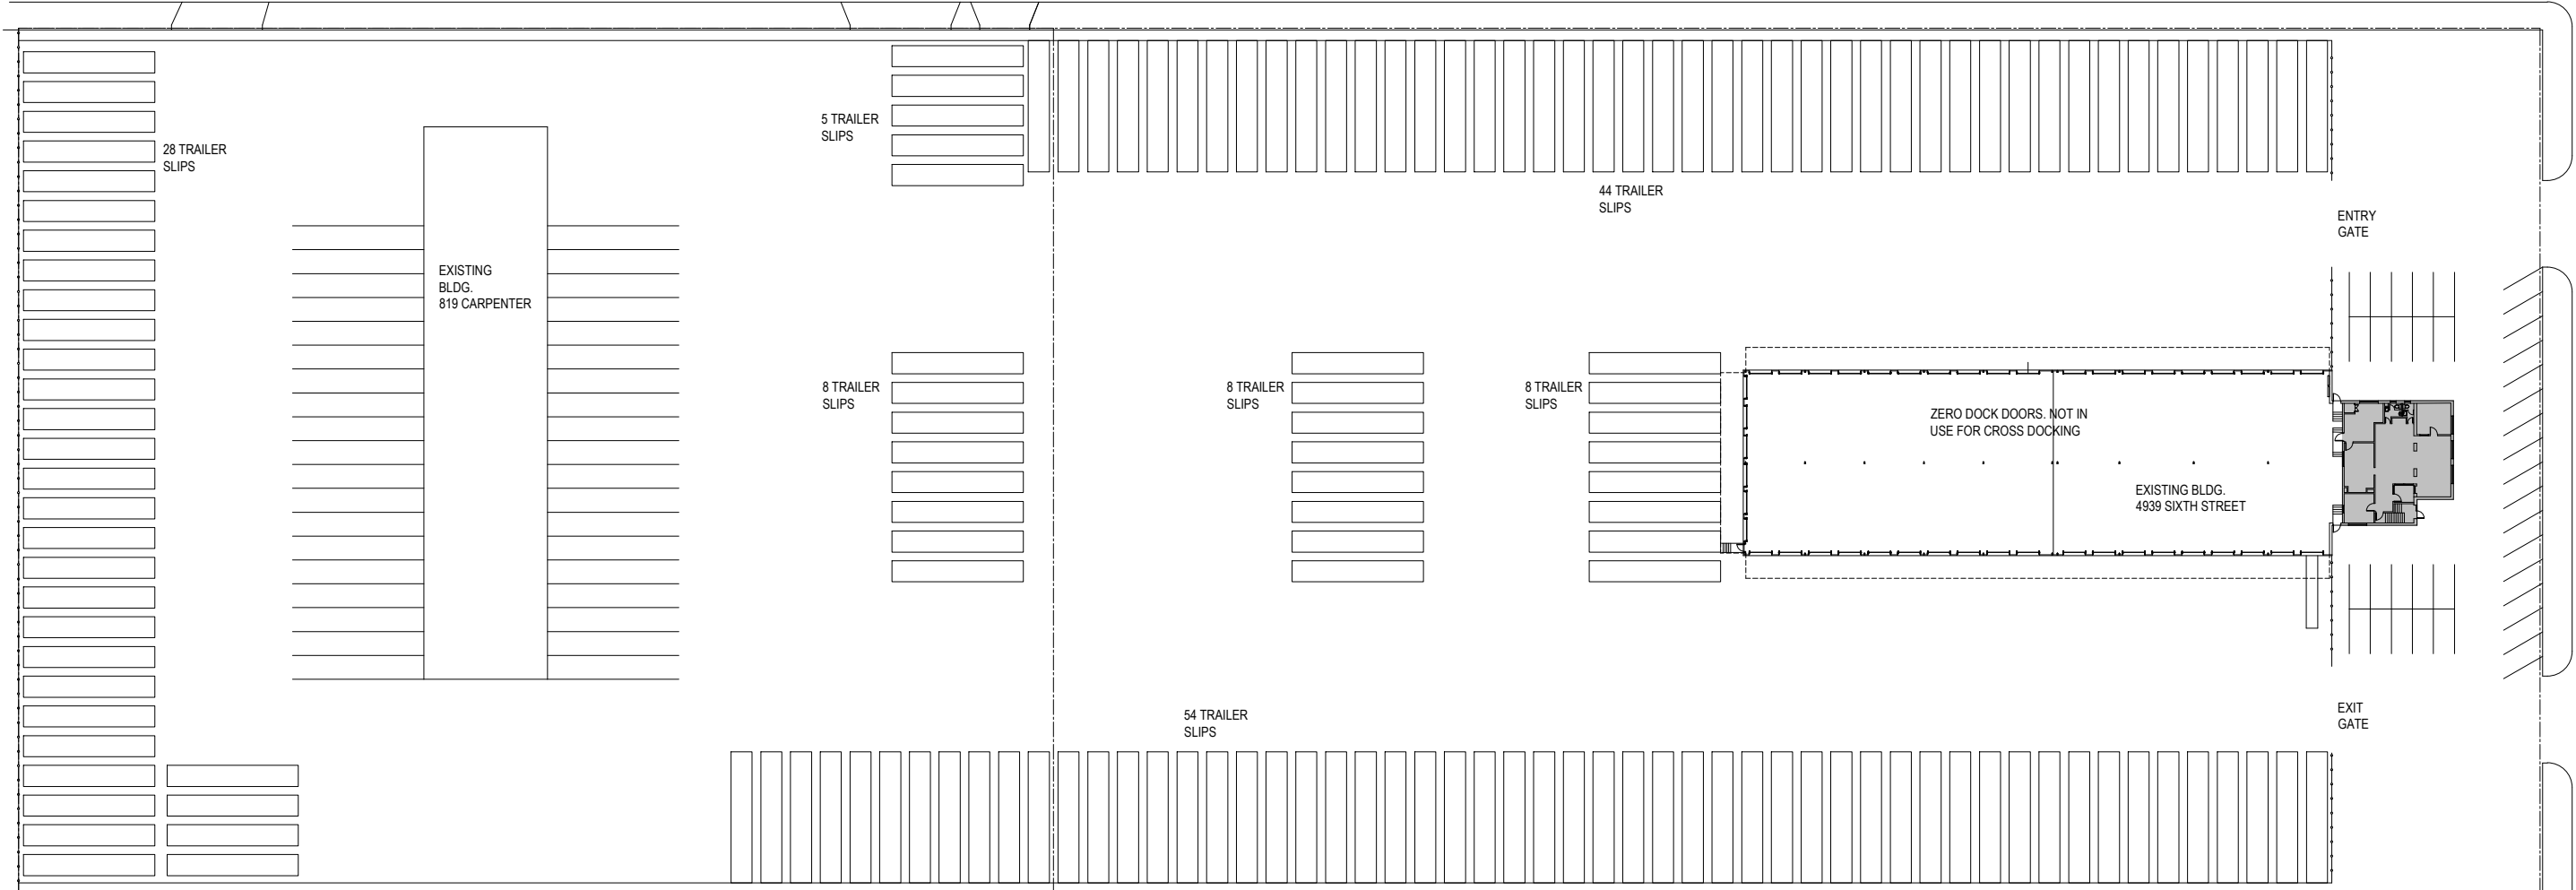 5 TRAILER
SLIPS
28 TRAILER
SLIPS
44 TRAILER
SLIPS
ENTRY
GATE
EXISTING
BLDG.
819 CARPENTER
8 TRAILER
SLIPS
8 TRAILER
SLIPS
8 TRAILER
SLIPS
ZERO DOCK DOORS. NOT IN
USE FOR CROSS DOCKING
EXISTING BLDG.
4939 SIXTH STREET
54 TRAILER
SLIPS
EXIT
GATE